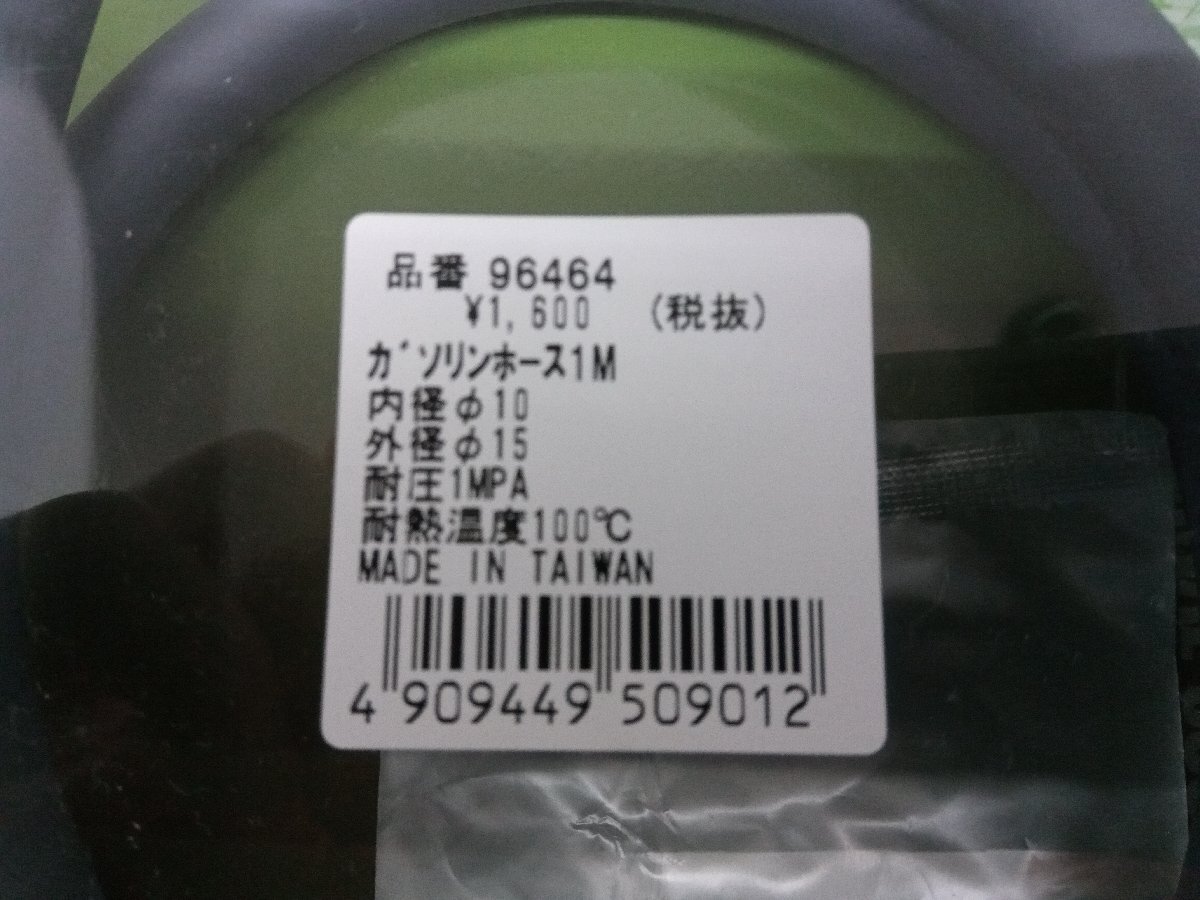 品番 96464
¥1,600 (税抜)
ガソリンホース1M
内径φ10
外径φ15
耐圧1MPA
耐熱温度100℃
MADE IN TAIWAN
4 909449 509012